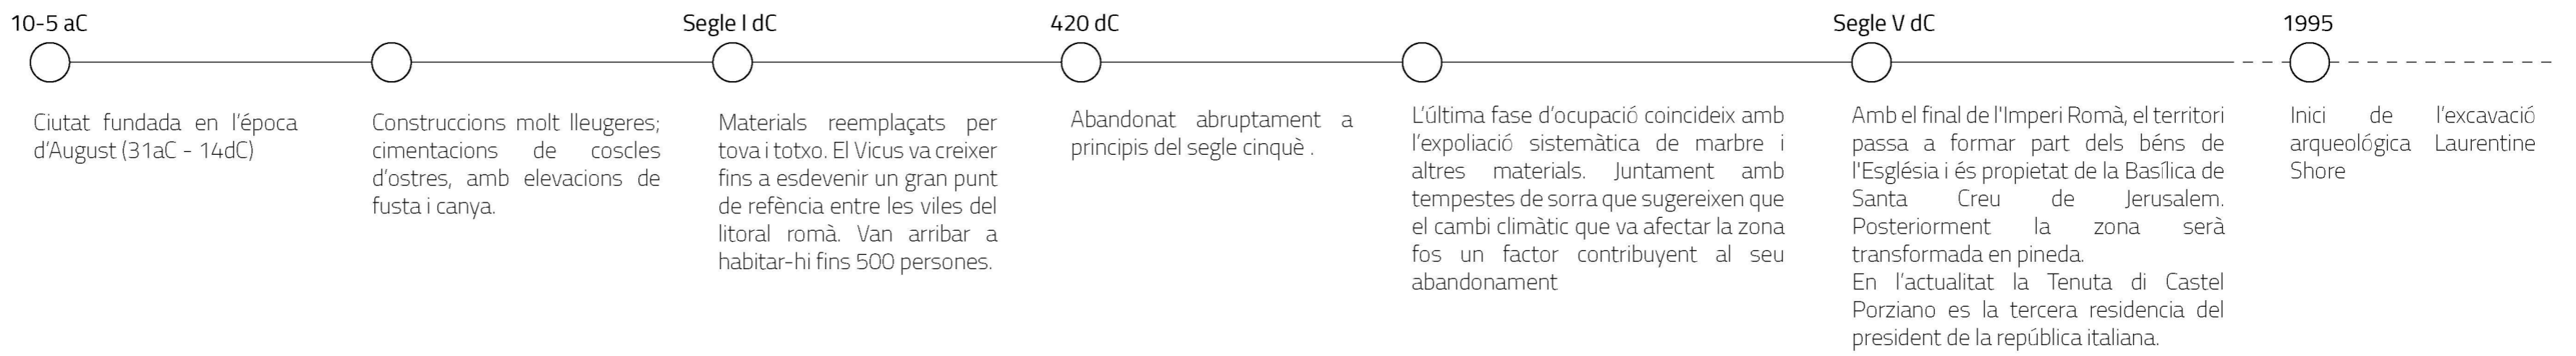 10-5 aC
Ciutat fundada en l'época
d'August (31aC - 14dC)
Construccions molt lleugeres;
cimentacions de coscles
d'ostres, amb elevacions de
fusta i canya.
Segle I dC
Materials reemplaçats per
tova i totxo. El Vicus va creixer
fins a esdevenir un gran punt
de refència entre les viles del
litoral romà. Van arribar a
habitar-hi fins 500 persones.
420 dC
Abandonat abruptament a
principis del segle cinquè .
L'última fase d'ocupació coincideix amb
l'expoliació sistemàtica de marbre i
altres materials. Juntament amb
tempestes de sorra que sugereixen que
el cambi climàtic que va afectar la zona
fos un factor contribuyent al seu
abandonament
Segle V dC
Amb el final de l'Imperi Romà, el territori
passa a formar part dels béns de
l'Església i és propietat de la Basílica de
Santa Creu de Jerusalem.
Posteriorment la zona serà
transformada en pineda.
En l'actualitat la Tenuta di Castel
Porziano es la tercera residencia del
president de la república italiana.
1995
Inici de l'excavació
arqueológica Laurentine
Shore